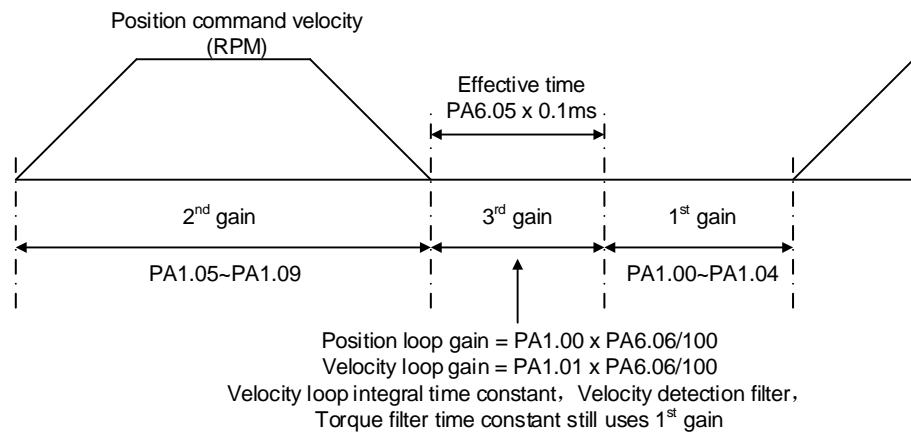 Position command velocity
(RPM)
Effective time
PA6.05 x 0.1ms
2nd gain
3rd gain
1st gain
PA1.05~PA1.09
PA1.00~PA1.04
Position loop gain = PA1.00 x PA6.06/100
Velocity loop gain = PA1.01 x PA6.06/100
Velocity loop integral time constant，Velocity detection filter，
Torque filter time constant still uses 1st gain